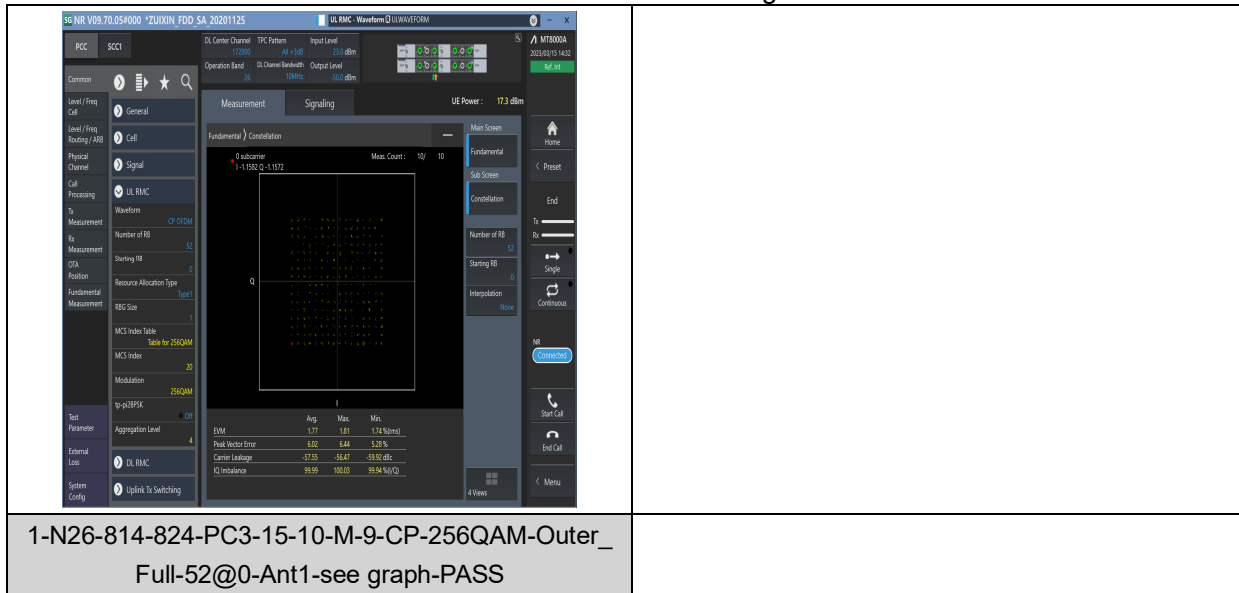 5G NR V09.70.05#000 *ZUIXIN_FDD_SA_20201125
UL RMC - Waveform ULWAVEFORM
PCC SCC1
DL Center Channel 172800
TPC Pattern All +3dB
Input Level 25.0 dBm
Operation Band 26
DL Channel Bandwidth 10MHz
Output Level -50.0 dBm
MT8000A
2023/03/15 14:32
Ref. Int
Common
Level / Freq Cell
Level / Freq Routing / ARB
Physical Channel
Call Processing
Tx Measurement
Rx Measurement
OTA Position
Fundamental Measurement
Test Parameter
External Loss
System Config
General
Cell
Signal
UL RMC
Waveform
CP OFDM
Number of RB
52
Starting RB
0
Resource Allocation Type
Type1
RBG Size
1
MCS Index Table
Table for 256QAM
MCS Index
20
Modulation
256QAM
tp-pi2BPSK
Off
Aggregation Level
4
DL RMC
Uplink Tx Switching
Measurement Signaling
UE Power : 17.3 dBm
Fundamental Constellation
0 subcarrier
I -1.1582 Q -1.1572
Meas. Count : 10/ 10
Q
I
Avg. Max. Min.
EVM 1.77 1.81 1.74 %(rms)
Peak Vector Error 6.02 6.44 5.28 %
Carrier Leakage -57.55 -56.47 -59.92 dBc
IQ Imbalance 99.99 100.03 99.94 %(I/Q)
Main Screen
Fundamental
Sub Screen
Constellation
Number of RB
52
Starting RB
0
Interpolation
None
4 Views
Home
Preset
End
Tx
Rx
Single
Continuous
NR
Connected
Start Call
End Call
Menu
1-N26-814-824-PC3-15-10-M-9-CP-256QAM-Outer_
Full-52@0-Ant1-see graph-PASS